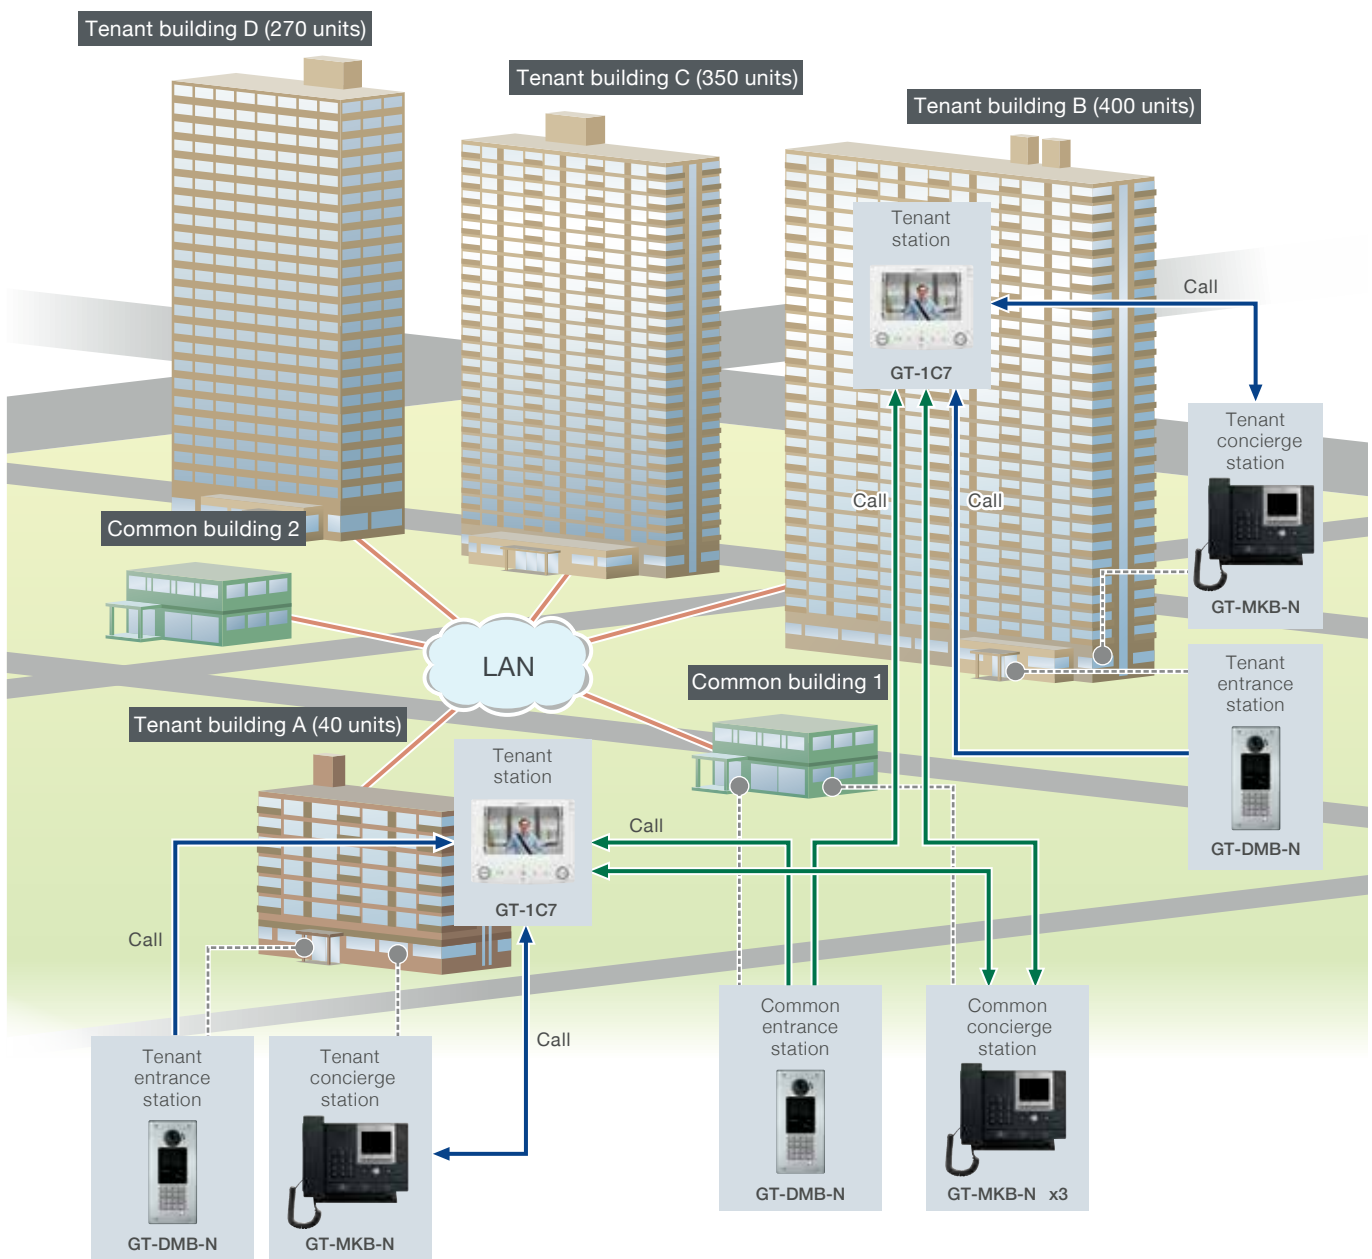 Tenant building D (270 units)
Tenant building C (350 units)
Tenant building B (400 units)
Tenant
station
GT-1C7
Call
Tenant
concierge
station
GT-MKB-N
Call
Call
Common building 2
LAN
Common building 1
Tenant
entrance
station
GT-DMB-N
Tenant building A (40 units)
Tenant
station
GT-1C7
Call
Call
Call
Tenant
entrance
station
GT-DMB-N
Tenant
concierge
station
GT-MKB-N
Common
entrance
station
GT-DMB-N
Common
concierge
station
GT-MKB-N x3